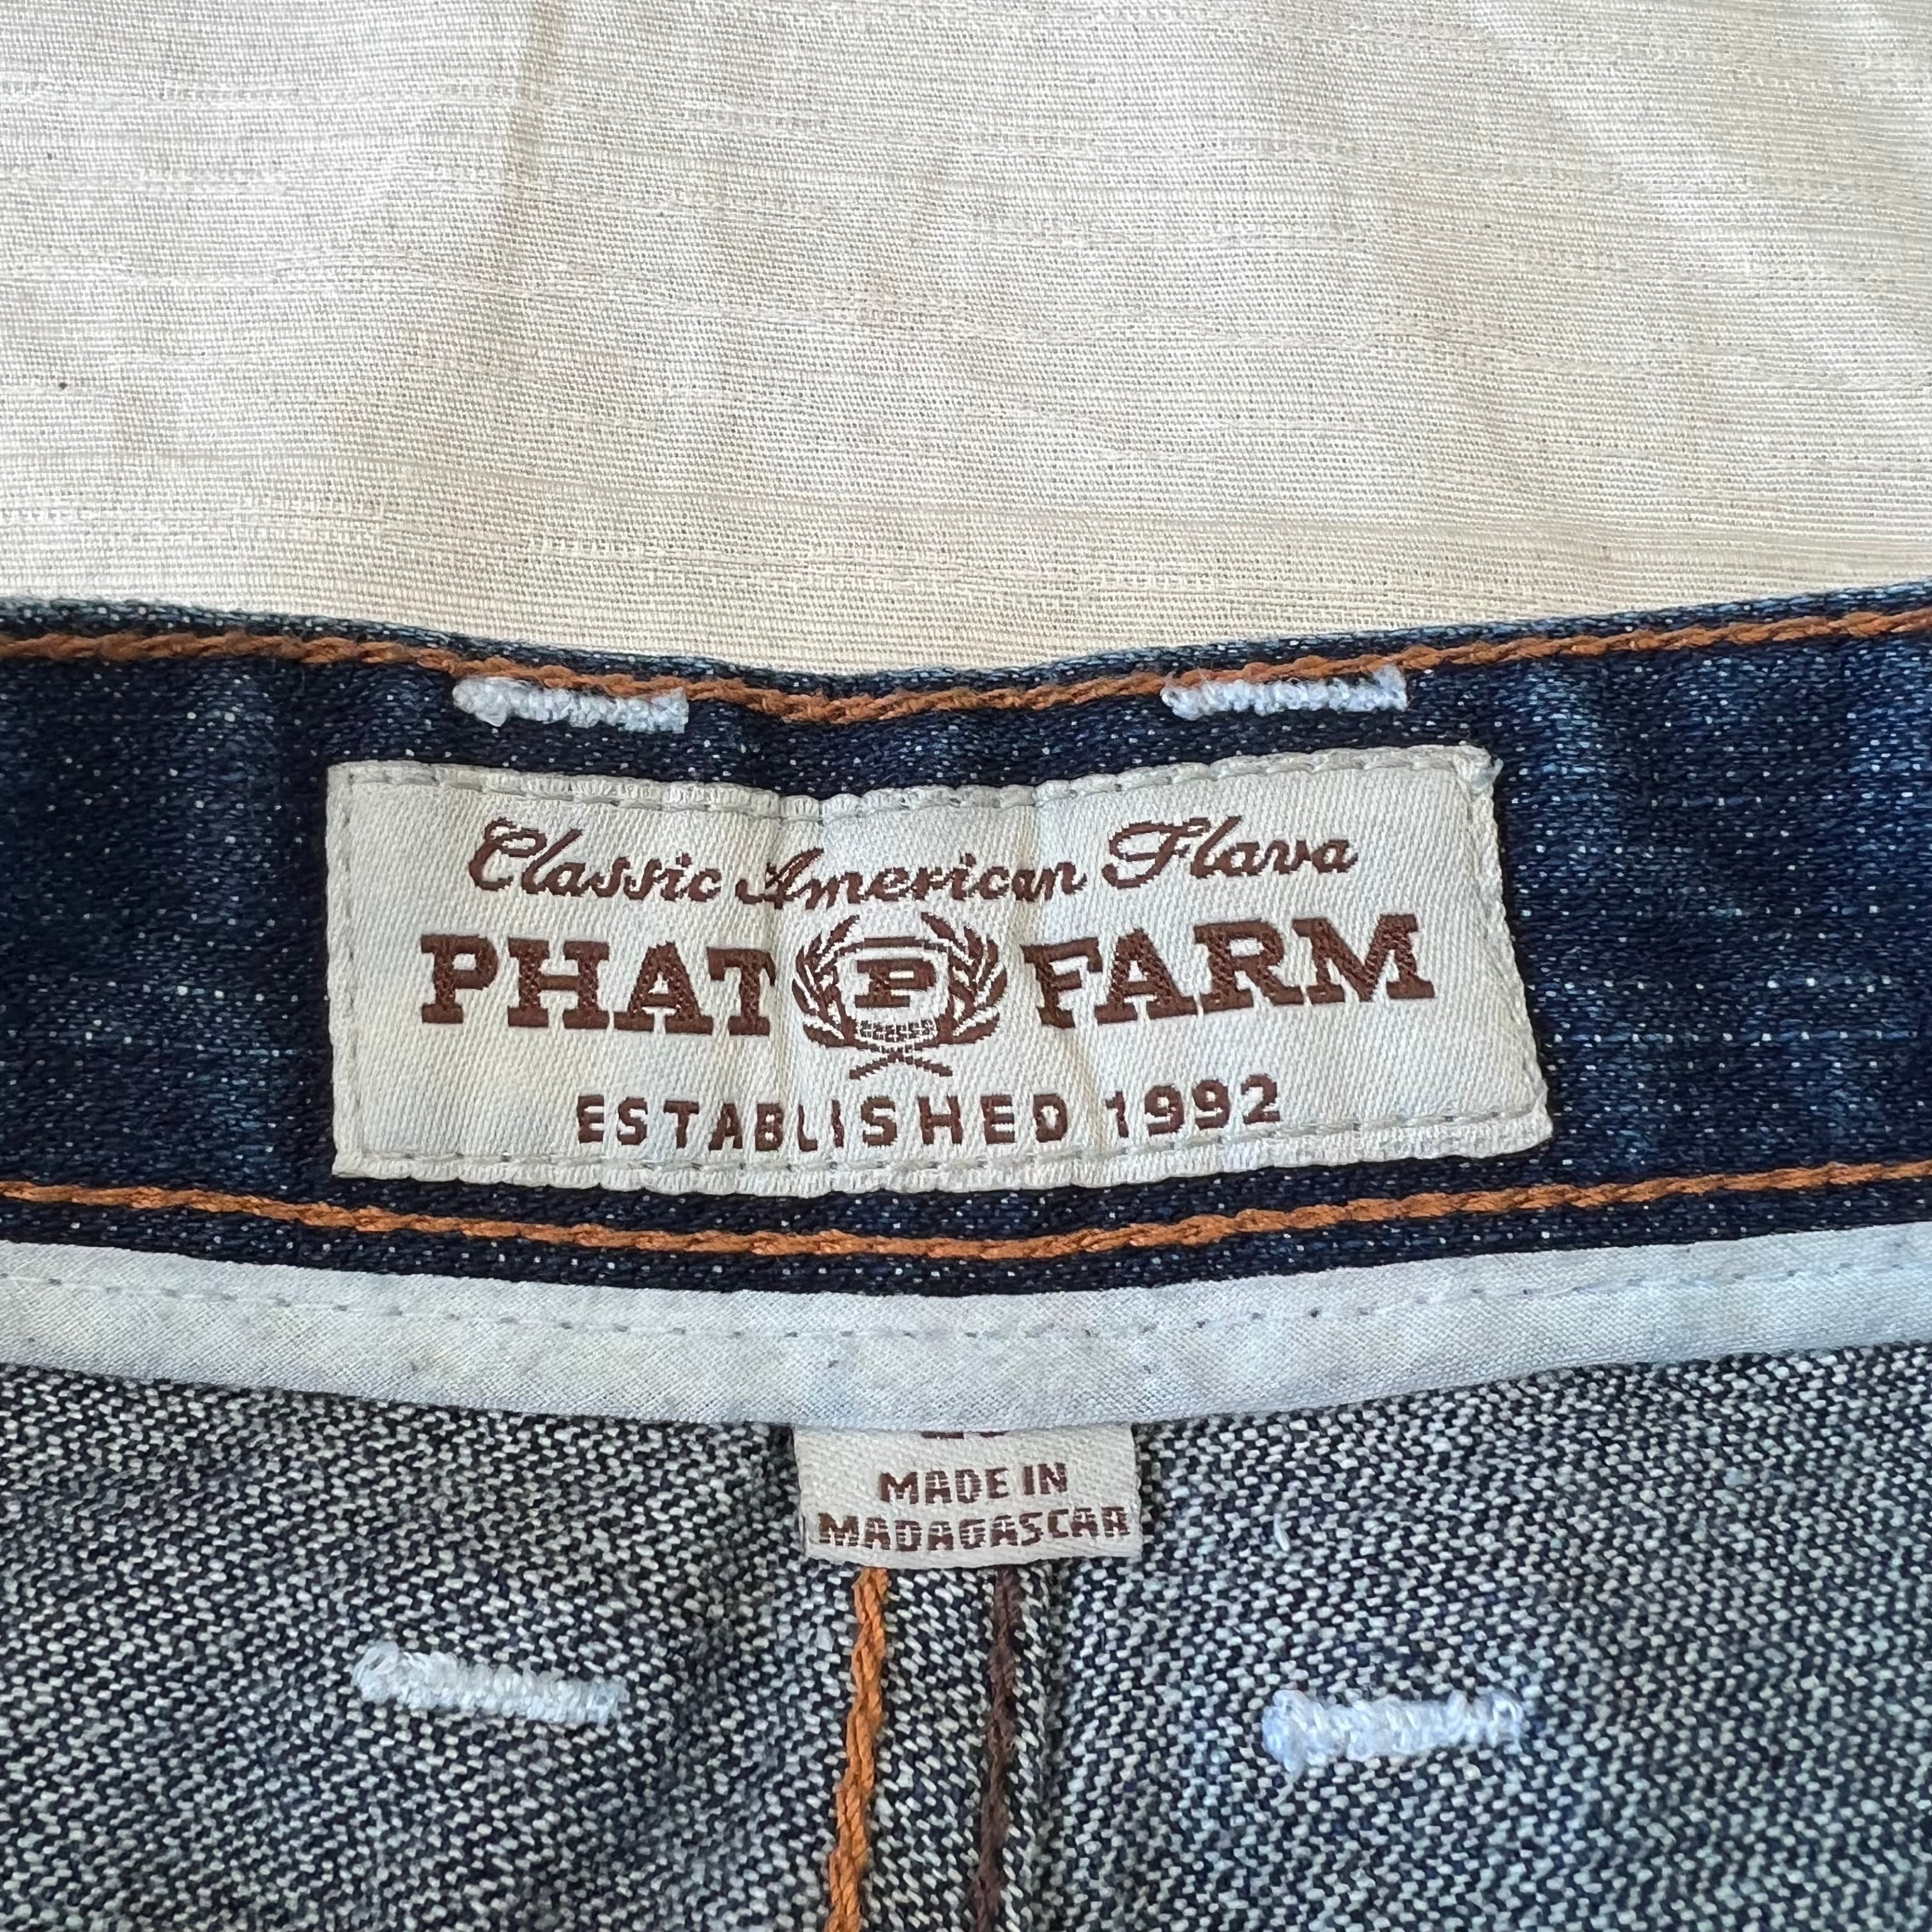 Classic American Flava
PHAT P FARM
ESTABLISHED 1992
MADE IN
MADAGASCAR